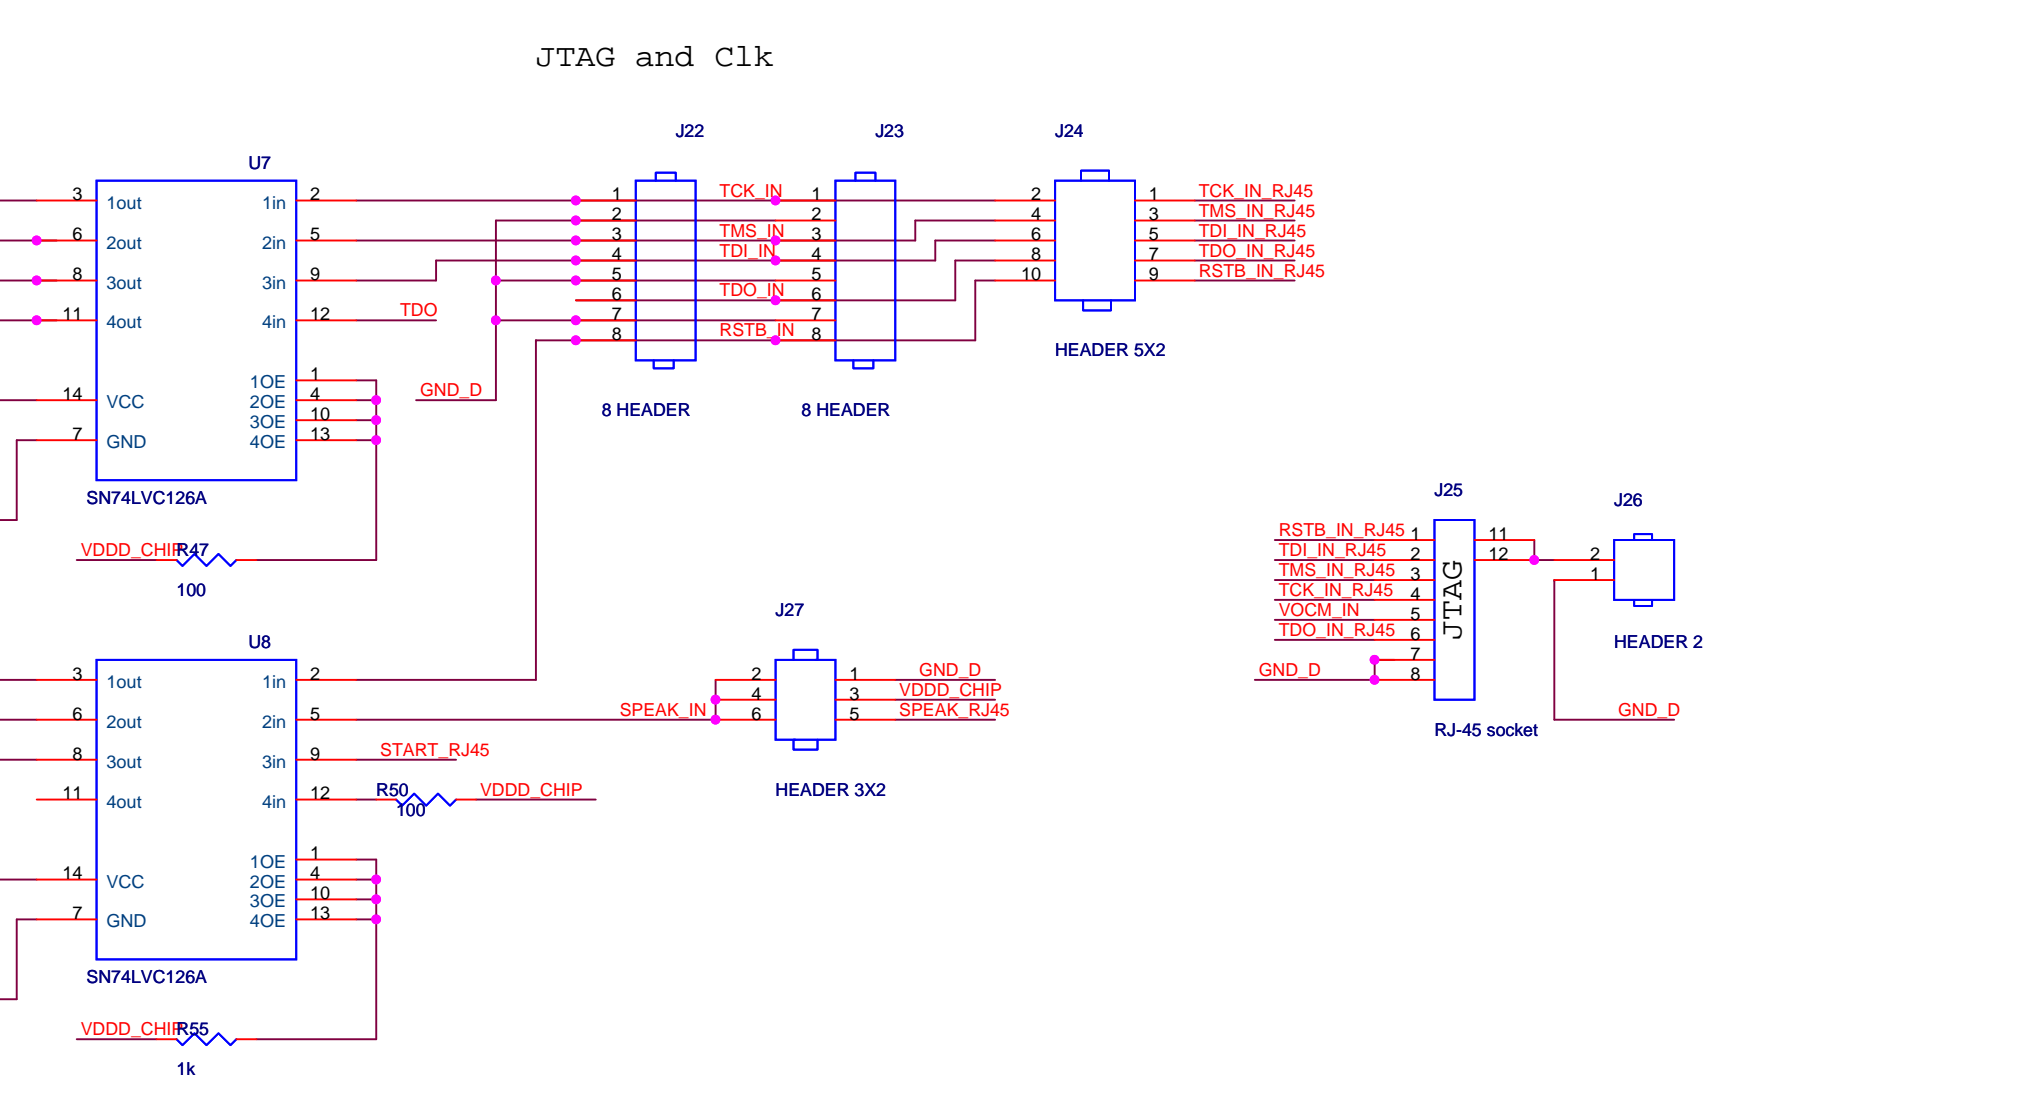 JTAG and Clk
J22
J23
J24
U7
3 1out 1in 2
6 2out 2in 5
8 3out 3in 9
11 4out 4in 12 TDO
1OE 1
14 VCC 2OE 4
3OE 10
7 GND 4OE 13
SN74LVC126A
VDDD_CHIP R47
100
GND_D
1 TCK_IN 1
2 2
3 TMS_IN 3
4 TDI_IN 4
5 5
6 TDO_IN 6
7 7
8 RSTB_IN 8
8 HEADER
8 HEADER
2 1 TCK_IN_RJ45
4 3 TMS_IN_RJ45
6 5 TDI_IN_RJ45
8 7 TDO_IN_RJ45
10 9 RSTB_IN_RJ45
HEADER 5X2
J25
J26
RSTB_IN_RJ45 1 11
TDI_IN_RJ45 2 12 2
TMS_IN_RJ45 3 1
TCK_IN_RJ45 4
VOCM_IN 5
TDO_IN_RJ45 6
7
GND_D 8
JTAG
HEADER 2
GND_D
RJ-45 socket
J27
2 1 GND_D
4 3 VDDD_CHIP
SPEAK_IN 6 5 SPEAK_RJ45
HEADER 3X2
U8
3 1out 1in 2
6 2out 2in 5
8 3out 3in 9 START_RJ45
11 4out 4in 12 R50 VDDD_CHIP
100
1OE 1
14 VCC 2OE 4
3OE 10
7 GND 4OE 13
SN74LVC126A
VDDD_CHIP R55
1k